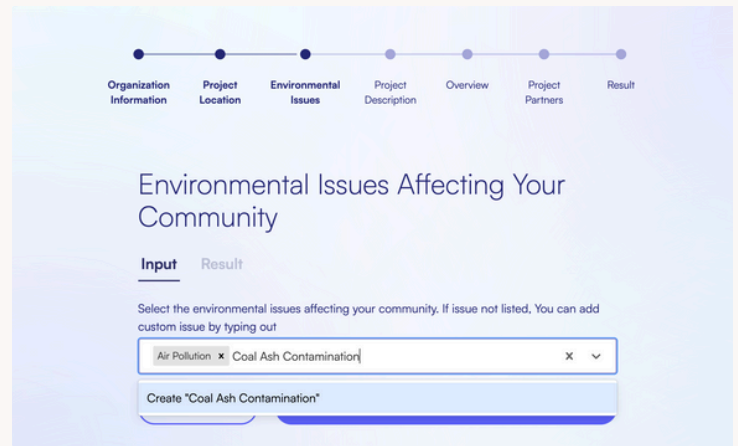 Organization Information
Project Location
Environmental Issues
Project Description
Overview
Project Partners
Result
Environmental Issues Affecting Your
Community
Input Result
Select the environmental issues affecting your community. If issue not listed, You can add
custom issue by typing out
Air Pollution × Coal Ash Contamination
Create "Coal Ash Contamination"